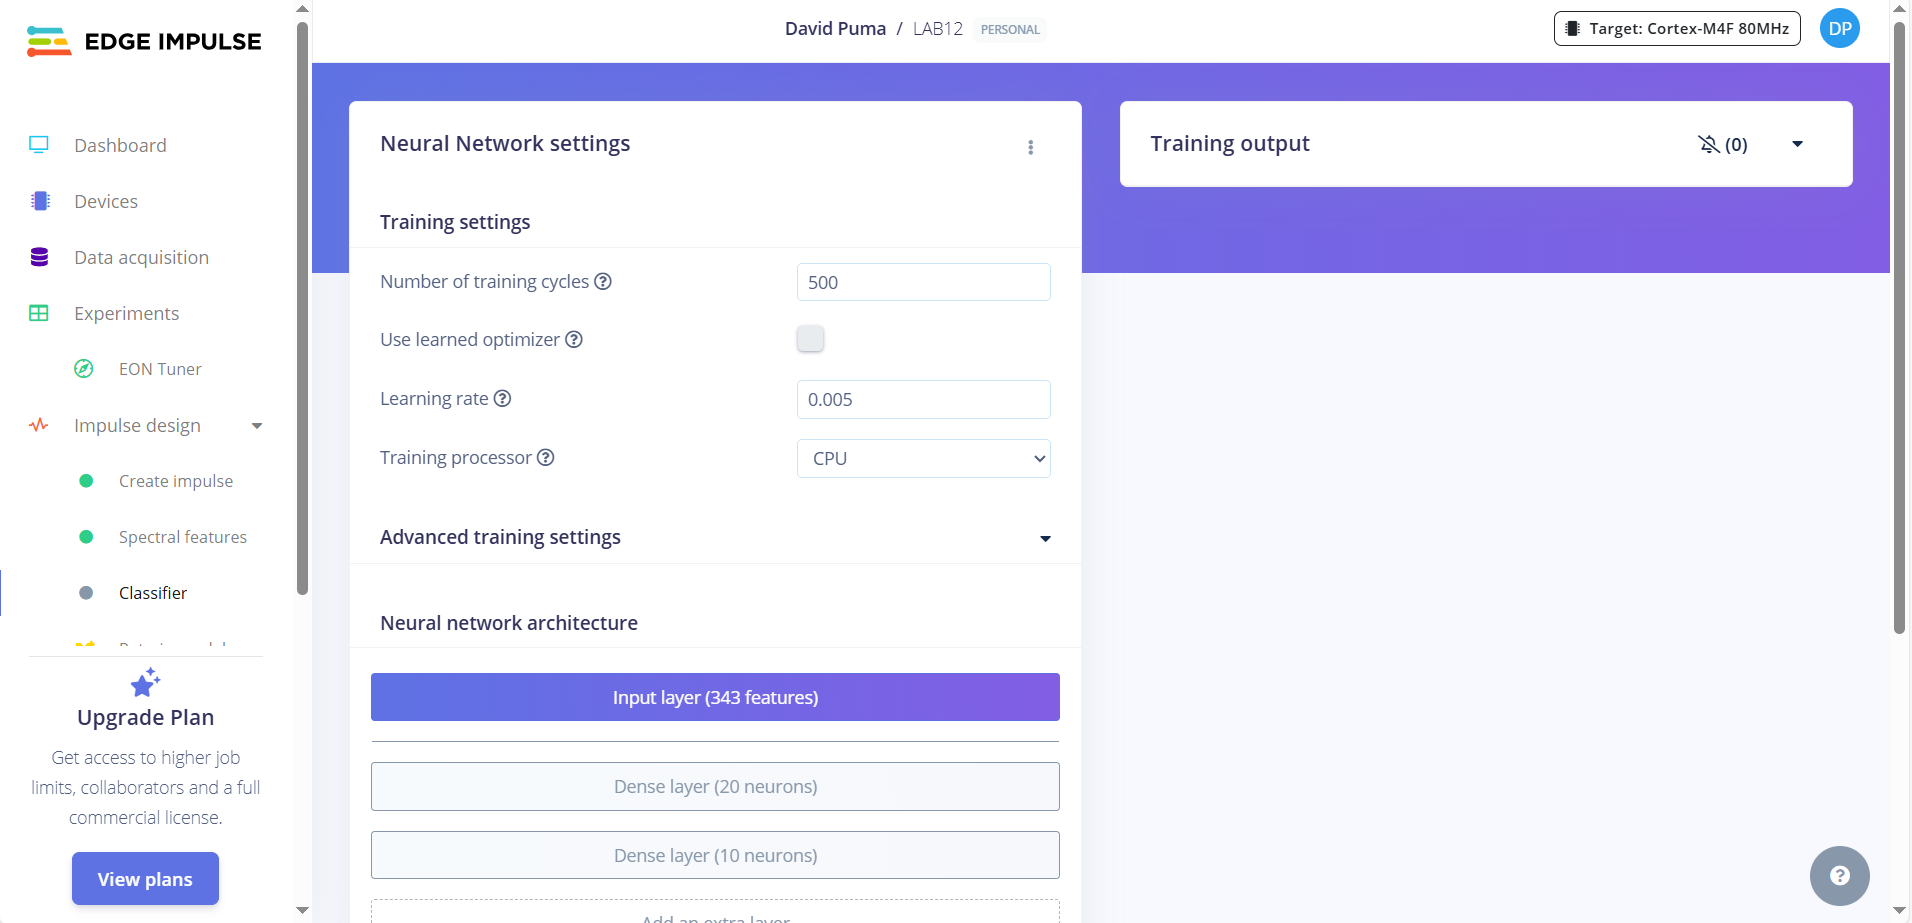 EDGE IMPULSE
Dashboard
Devices
Data acquisition
Experiments
EON Tuner
Impulse design
Create impulse
Spectral features
Classifier
Upgrade Plan
Get access to higher job
limits, collaborators and a full
commercial license.
View plans
David Puma / LAB12 PERSONAL
Target: Cortex-M4F 80MHz
DP
Neural Network settings
Training settings
Number of training cycles ?
500
Use learned optimizer ?
Learning rate ?
0.005
Training processor ?
CPU
Advanced training settings
Neural network architecture
Input layer (343 features)
Dense layer (20 neurons)
Dense layer (10 neurons)
Add an extra layer
Training output
(0)
?